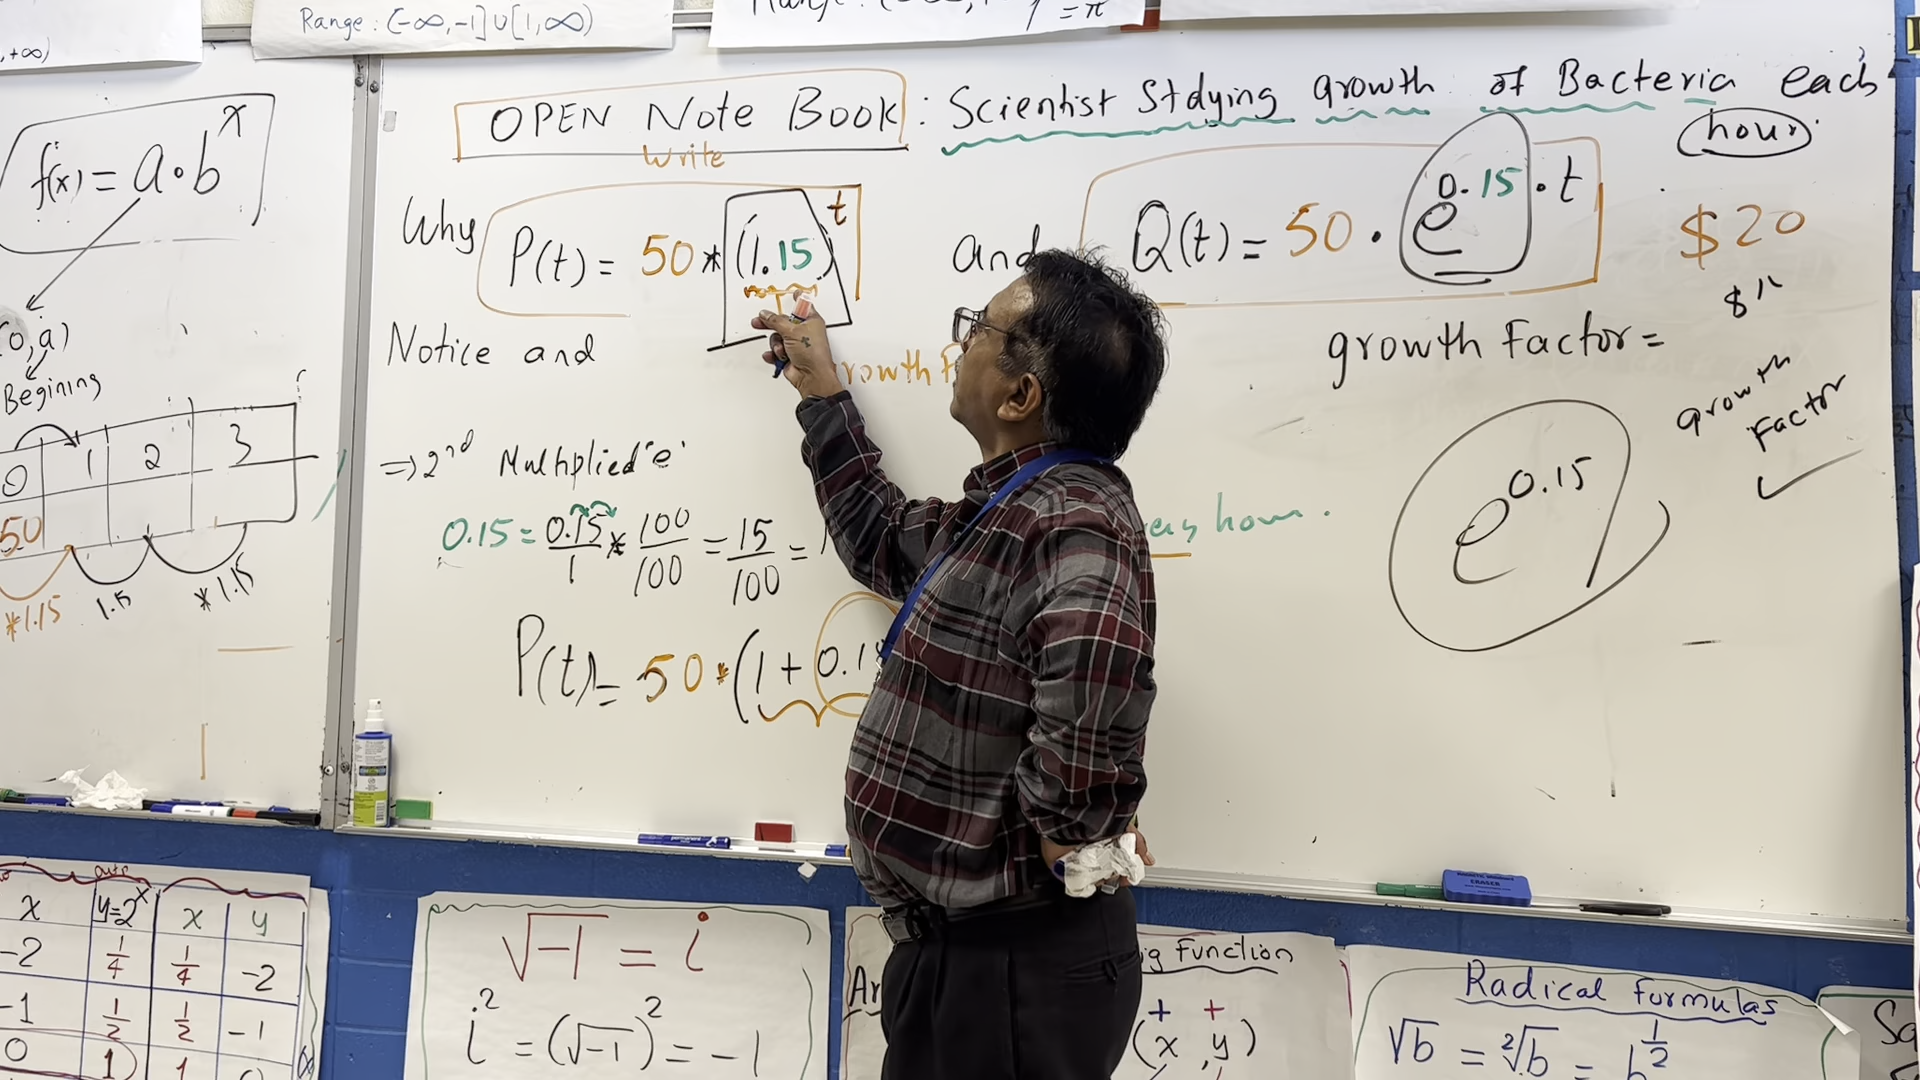 ,+∞)
Range : (-∞, -1] ∪ [1, ∞)
= π
f(x) = a • b^x
(0, a)
Begining
0 1 2 3
50
*1.15 1.5 *1.15
OPEN Note Book : Scientist Stdying growth of Bacteria each hour.
Write
Why P(t) = 50 * (1.15)^t and Q(t) = 50 • e^0.15 • t
$20
$"
Notice and
growth Factor =
rowth F
growth Factor
=> 2nd Multiplied 'e'
e^0.15
0.15 = 0.15/1 * 100/100 = 15/100 =
hour.
P(t) = 50 * (1 + 0.1
x y=2^x x y
-2 1/4 1/4 -2
-1 1/2 1/2 -1
0 1 1
√-1 = i
i^2 = (√-1)^2 = -1
g Function
+ +
(x, y)
Radical Formulas
√b = 2√b = b^1/2